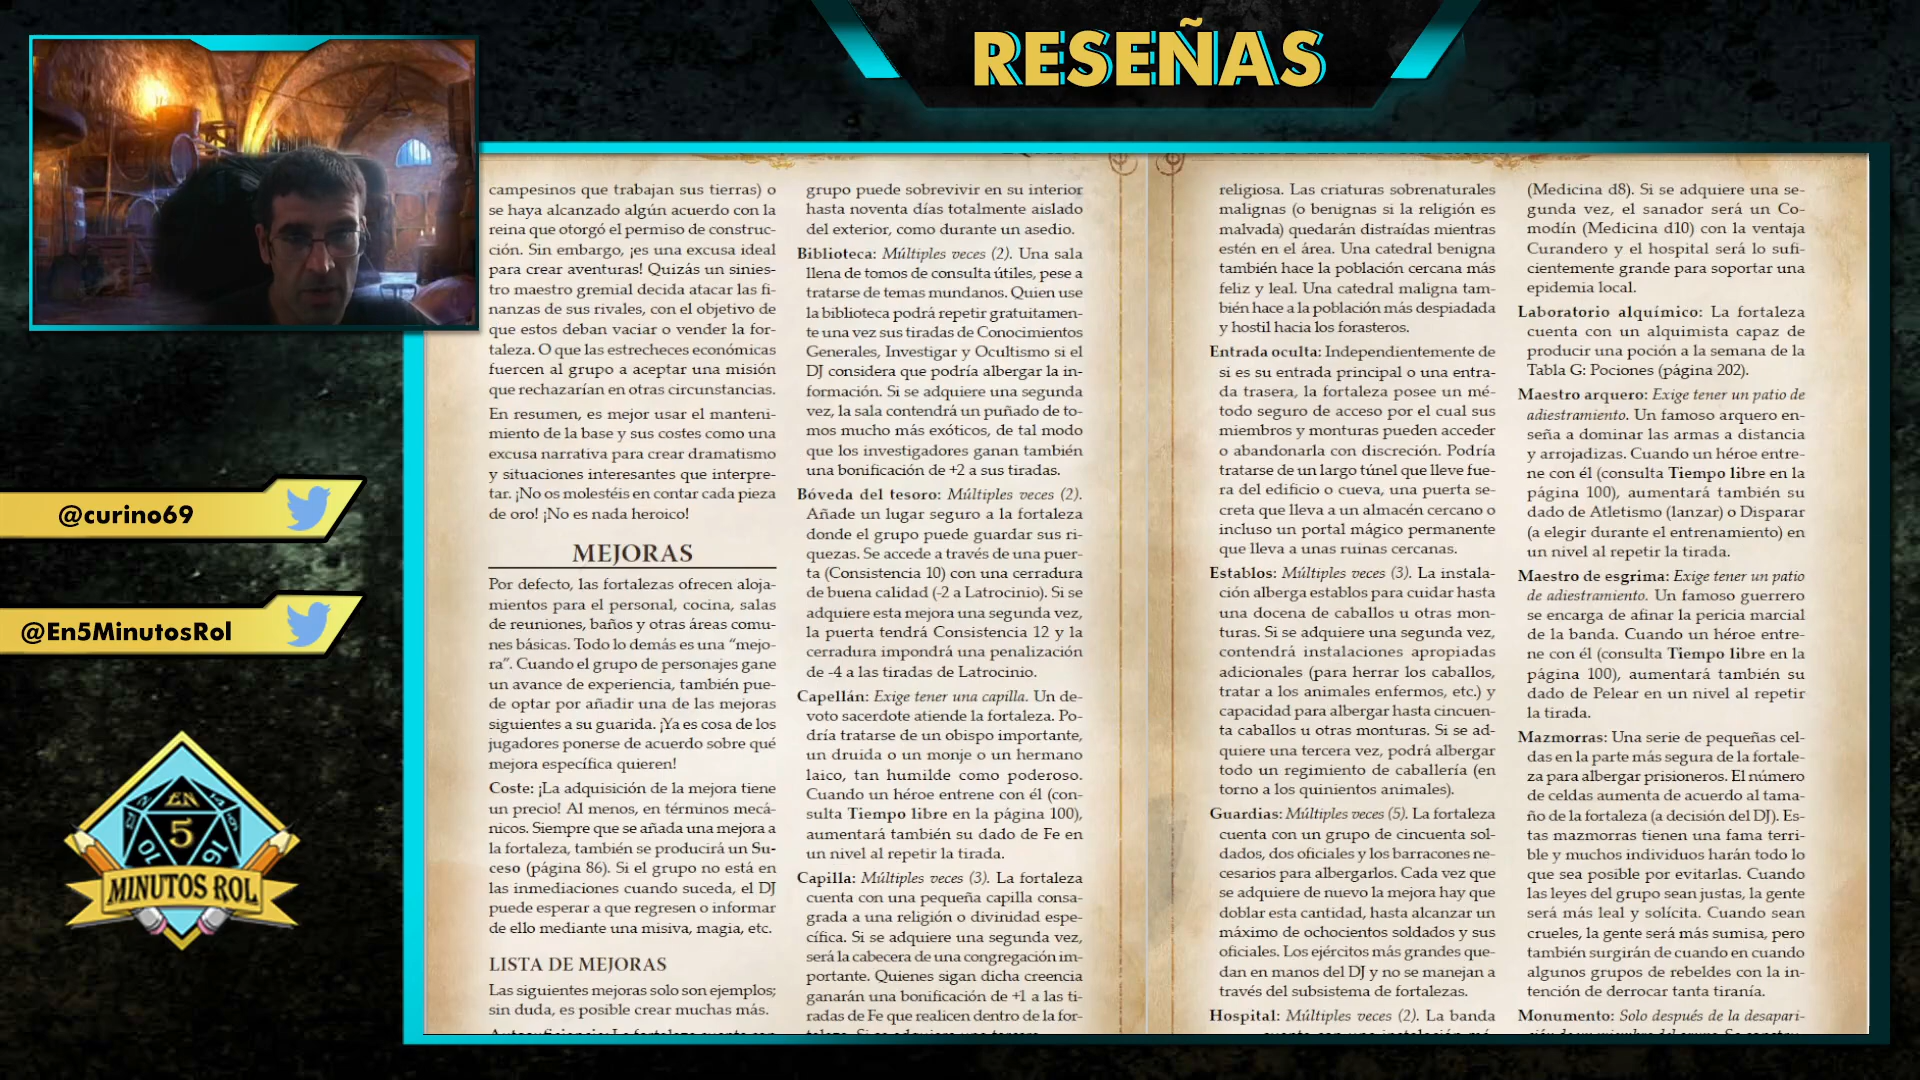 RESEÑAS
@curino69
@En5MinutosRol
EN
5
MINUTOS ROL
campesinos que trabajan sus tierras) o
se haya alcanzado algún acuerdo con la
reina que otorgó el permiso de construc-
ción. Sin embargo, ¡es una excusa ideal
para crear aventuras! Quizás un sinies-
tro maestro gremial decida atacar las fi-
nanzas de sus rivales, con el objetivo de
que estos deban vaciar o vender la for-
taleza. O que las estrecheces económicas
fuercen al grupo a aceptar una misión
que rechazarían en otras circunstancias.
En resumen, es mejor usar el manteni-
miento de la base y sus costes como una
excusa narrativa para crear dramatismo
y situaciones interesantes que interpre-
tar. ¡No os molestéis en contar cada pieza
de oro! ¡No es nada heroico!
MEJORAS
Por defecto, las fortalezas ofrecen aloja-
mientos para el personal, cocina, salas
de reuniones, baños y otras áreas comu-
nes básicas. Todo lo demás es una “mejo-
ra”. Cuando el grupo de personajes gane
un avance de experiencia, también pue-
de optar por añadir una de las mejoras
siguientes a su guarida. ¡Ya es cosa de los
jugadores ponerse de acuerdo sobre qué
mejora específica quieren!
Coste: ¡La adquisición de la mejora tiene
un precio! Al menos, en términos mecá-
nicos. Siempre que se añada una mejora a
la fortaleza, también se producirá un Su-
ceso (página 86). Si el grupo no está en
las inmediaciones cuando suceda, el DJ
puede esperar a que regresen o informar
de ello mediante una misiva, magia, etc.
LISTA DE MEJORAS
Las siguientes mejoras solo son ejemplos;
sin duda, es posible crear muchas más.
grupo puede sobrevivir en su interior
hasta noventa días totalmente aislado
del exterior, como durante un asedio.
Biblioteca: Múltiples veces (2). Una sala
llena de tomos de consulta útiles, pese a
tratarse de temas mundanos. Quien use
la biblioteca podrá repetir gratuitamen-
te una vez sus tiradas de Conocimientos
Generales, Investigar y Ocultismo si el
DJ considera que podría albergar la in-
formación. Si se adquiere una segunda
vez, la sala contendrá un puñado de to-
mos mucho más exóticos, de tal modo
que los investigadores ganan también
una bonificación de +2 a sus tiradas.
Bóveda del tesoro: Múltiples veces (2).
Añade un lugar seguro a la fortaleza
donde el grupo puede guardar sus ri-
quezas. Se accede a través de una puer-
ta (Consistencia 10) con una cerradura
de buena calidad (-2 a Latrocinio). Si se
adquiere esta mejora una segunda vez,
la puerta tendrá Consistencia 12 y la
cerradura impondrá una penalización
de -4 a las tiradas de Latrocinio.
Capellán: Exige tener una capilla. Un de-
voto sacerdote atiende la fortaleza. Po-
dría tratarse de un obispo importante,
un druida o un monje o un hermano
laico, tan humilde como poderoso.
Cuando un héroe entrene con él (con-
sulta Tiempo libre en la página 100),
aumentará también su dado de Fe en
un nivel al repetir la tirada.
Capilla: Múltiples veces (3). La fortaleza
cuenta con una pequeña capilla consa-
grada a una religión o divinidad espe-
cífica. Si se adquiere una segunda vez,
será la cabecera de una congregación im-
portante. Quienes sigan dicha creencia
ganarán una bonificación de +1 a las ti-
radas de Fe que realicen dentro de la for-
religiosa. Las criaturas sobrenaturales
malignas (o benignas si la religión es
malvada) quedarán distraídas mientras
estén en el área. Una catedral benigna
también hace la población cercana más
feliz y leal. Una catedral maligna tam-
bién hace a la población más despiadada
y hostil hacia los forasteros.
Entrada oculta: Independientemente de
si es su entrada principal o una entra-
da trasera, la fortaleza posee un mé-
todo seguro de acceso por el cual sus
miembros y monturas pueden acceder
o abandonarla con discreción. Podría
tratarse de un largo túnel que lleve fue-
ra del edificio o cueva, una puerta se-
creta que lleva a un almacén cercano o
incluso un portal mágico permanente
que lleva a unas ruinas cercanas.
Establos: Múltiples veces (3). La instala-
ción alberga establos para cuidar hasta
una docena de caballos u otras mon-
turas. Si se adquiere una segunda vez,
contendrá instalaciones apropiadas
adicionales (para herrar los caballos,
tratar a los animales enfermos, etc.) y
capacidad para albergar hasta cincuen-
ta caballos u otras monturas. Si se ad-
quiere una tercera vez, podrá albergar
todo un regimiento de caballería (en
torno a los quinientos animales).
Guardias: Múltiples veces (5). La fortaleza
cuenta con un grupo de cincuenta sol-
dados, dos oficiales y los barracones ne-
cesarios para albergarlos. Cada vez que
se adquiere de nuevo la mejora hay que
doblar esta cantidad, hasta alcanzar un
máximo de ochocientos soldados y sus
oficiales. Los ejércitos más grandes que-
dan en manos del DJ y no se manejan a
través del subsistema de fortalezas.
Hospital: Múltiples veces (2). La banda
(Medicina d8). Si se adquiere una se-
gunda vez, el sanador será un Co-
modín (Medicina d10) con la ventaja
Curandero y el hospital será lo sufi-
cientemente grande para soportar una
epidemia local.
Laboratorio alquímico: La fortaleza
cuenta con un alquimista capaz de
producir una poción a la semana de la
Tabla G: Pociones (página 202).
Maestro arquero: Exige tener un patio de
adiestramiento. Un famoso arquero en-
seña a dominar las armas a distancia
y arrojadizas. Cuando un héroe entre-
ne con él (consulta Tiempo libre en la
página 100), aumentará también su
dado de Atletismo (lanzar) o Disparar
(a elegir durante el entrenamiento) en
un nivel al repetir la tirada.
Maestro de esgrima: Exige tener un patio
de adiestramiento. Un famoso guerrero
se encarga de afinar la pericia marcial
de la banda. Cuando un héroe entre-
ne con él (consulta Tiempo libre en la
página 100), aumentará también su
dado de Pelear en un nivel al repetir
la tirada.
Mazmorras: Una serie de pequeñas cel-
das en la parte más segura de la fortale-
za para albergar prisioneros. El número
de celdas aumenta de acuerdo al tama-
ño de la fortaleza (a decisión del DJ). Es-
tas mazmorras tienen una fama terri-
ble y muchos individuos harán todo lo
que sea posible por evitarlas. Cuando
las leyes del grupo sean justas, la gente
será más leal y solícita. Cuando sean
crueles, la gente será más sumisa, pero
también surgirán de cuando en cuando
algunos grupos de rebeldes con la in-
tención de derrocar tanta tiranía.
Monumento: Solo después de la desapari-